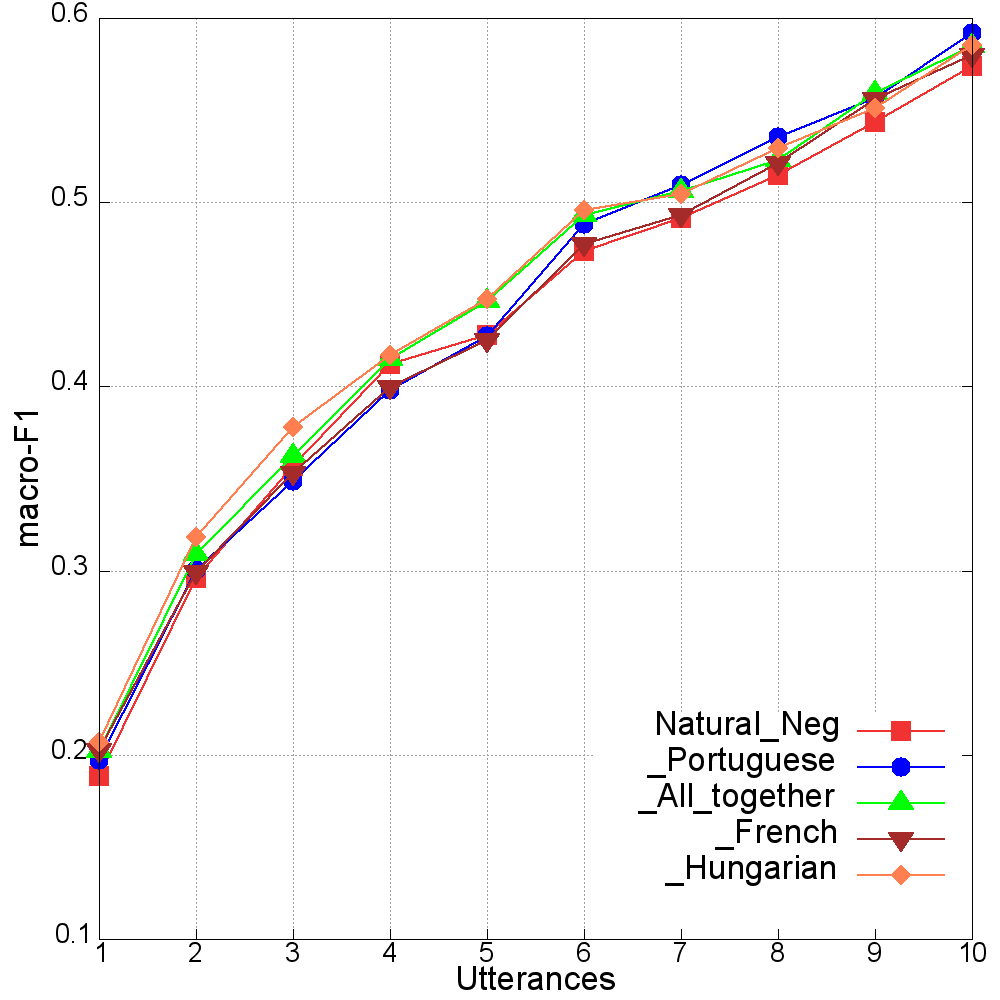 0.6
0.5
0.4
0.3
0.2
0.1
macro-F1
1 2 3 4 5 6 7 8 9 10
Utterances
Natural_Neg
_Portuguese
_All_together
_French
_Hungarian